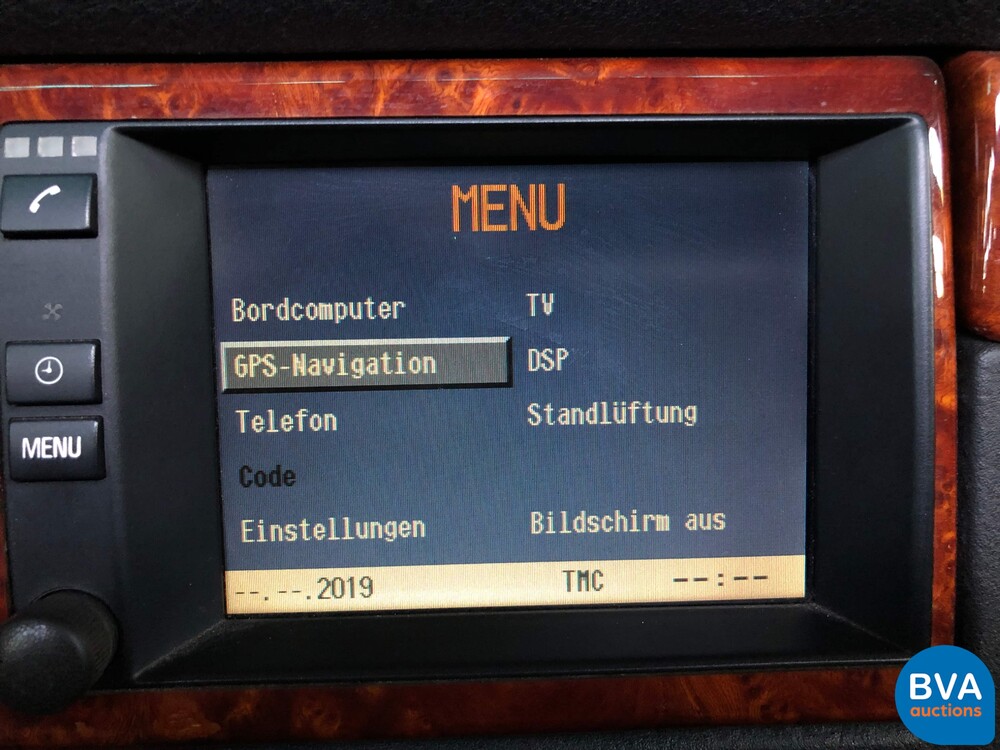 MENU
Bordcomputer TV
GPS-Navigation DSP
Telefon Standlüftung
Code
Einstellungen Bildschirm aus
--.--.2019 TMC --:--
MENU
BVA
auctions